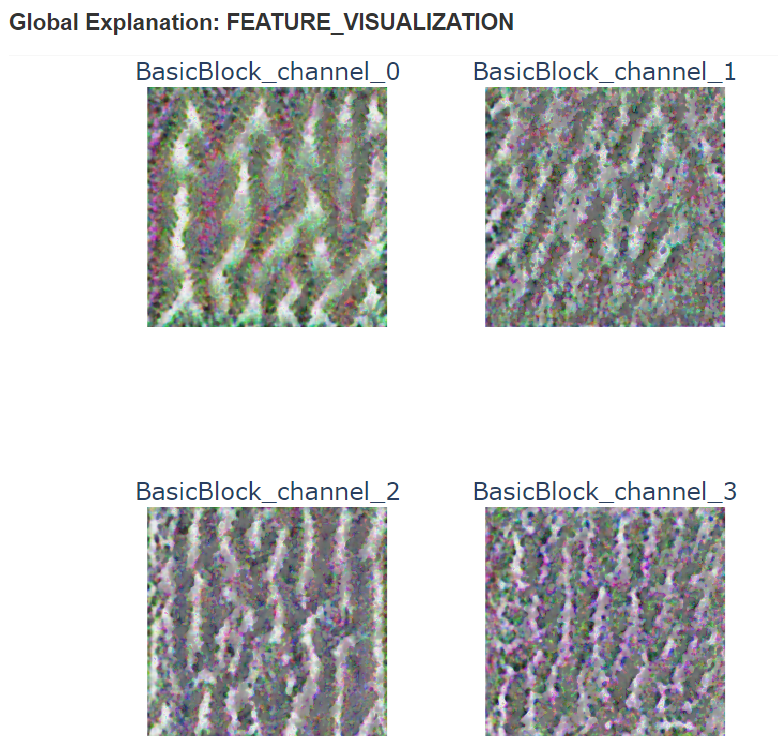 Global Explanation: FEATURE_VISUALIZATION
BasicBlock_channel_0
BasicBlock_channel_1
BasicBlock_channel_2
BasicBlock_channel_3